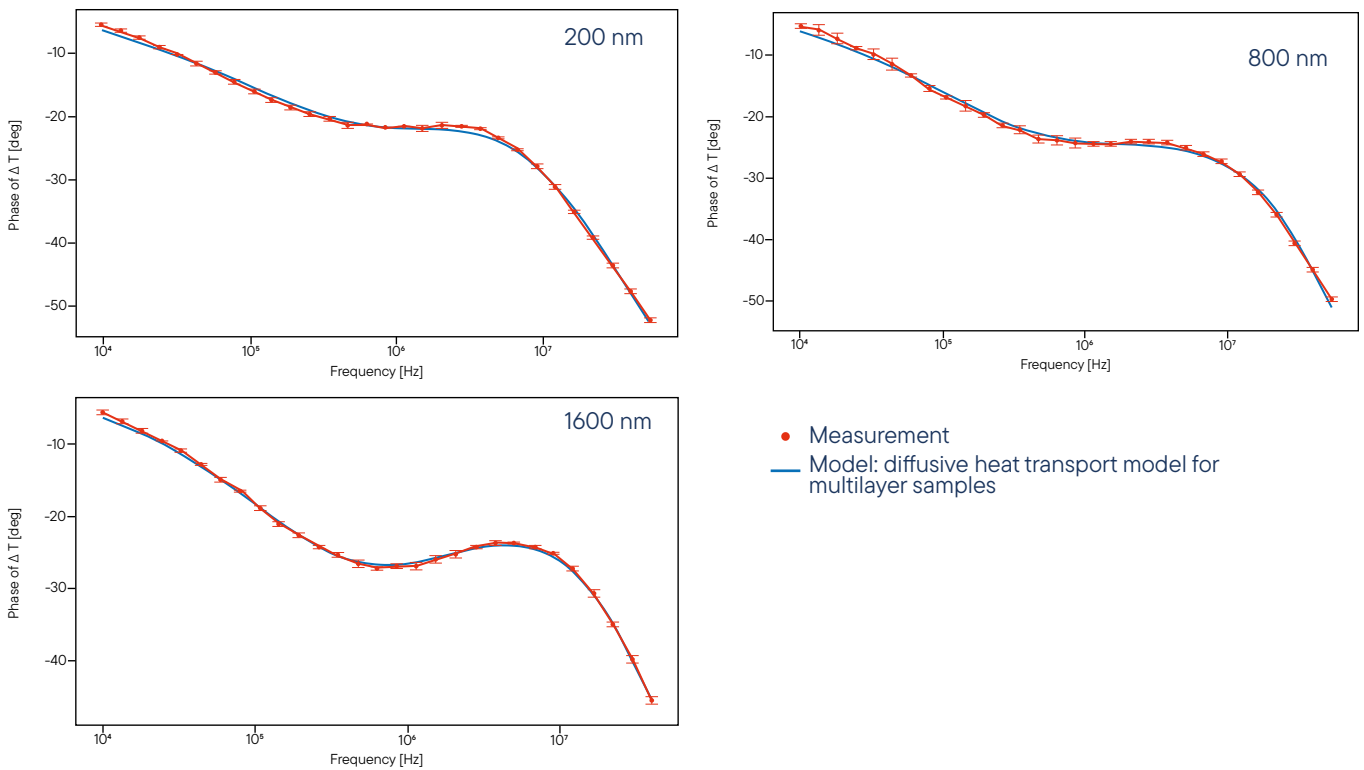 200 nm
Phase of Δ T [deg]
-10
-20
-30
-40
-50
10⁴
10⁵
10⁶
10⁷
Frequency [Hz]
800 nm
Phase of Δ T [deg]
-10
-20
-30
-40
-50
10⁴
10⁵
10⁶
10⁷
Frequency [Hz]
1600 nm
Phase of Δ T [deg]
-10
-20
-30
-40
10⁴
10⁵
10⁶
10⁷
Frequency [Hz]
Measurement
Model: diffusive heat transport model for
multilayer samples